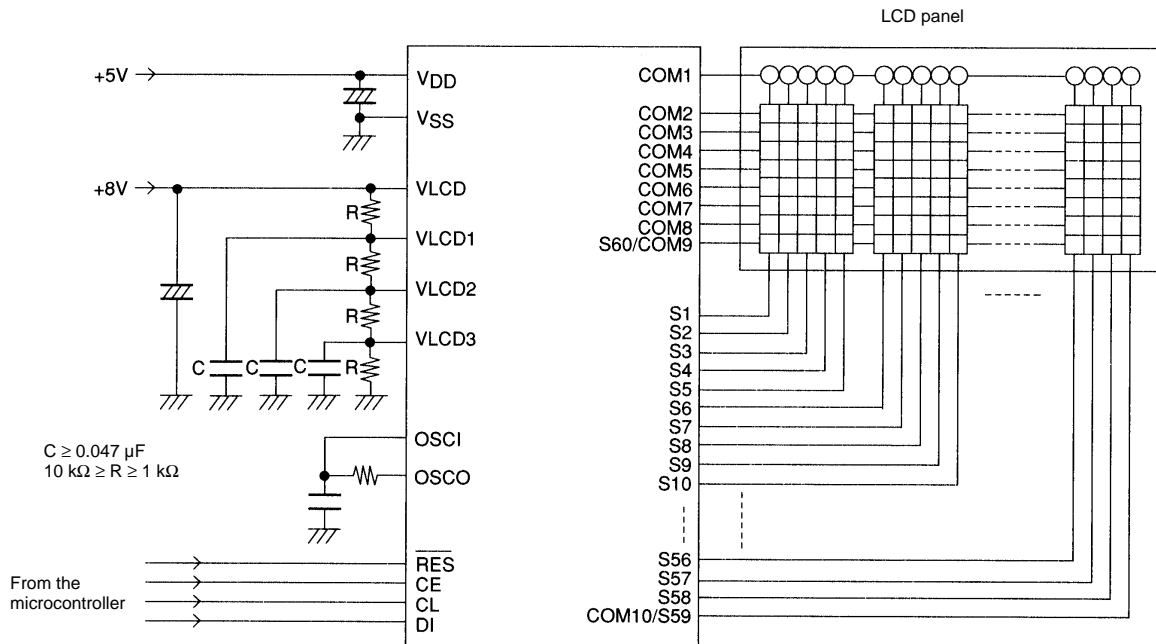 LCD panel
+5V
VDD
VSS
+8V
VLCD
R
VLCD1
R
VLCD2
R
VLCD3
C
C
C
R
OSCI
C ≥ 0.047 µF
10 kΩ ≥ R ≥ 1 kΩ
OSCO
From the
microcontroller
RES
CE
CL
DI
COM1
COM2
COM3
COM4
COM5
COM6
COM7
COM8
S60/COM9
S1
S2
S3
S4
S5
S6
S7
S8
S9
S10
S56
S57
S58
COM10/S59